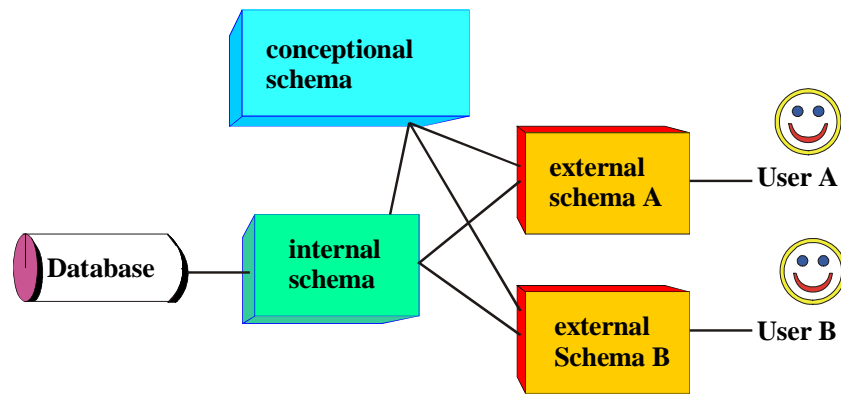 conceptional
schema
external
schema A
User A
Database
internal
schema
external
Schema B
User B